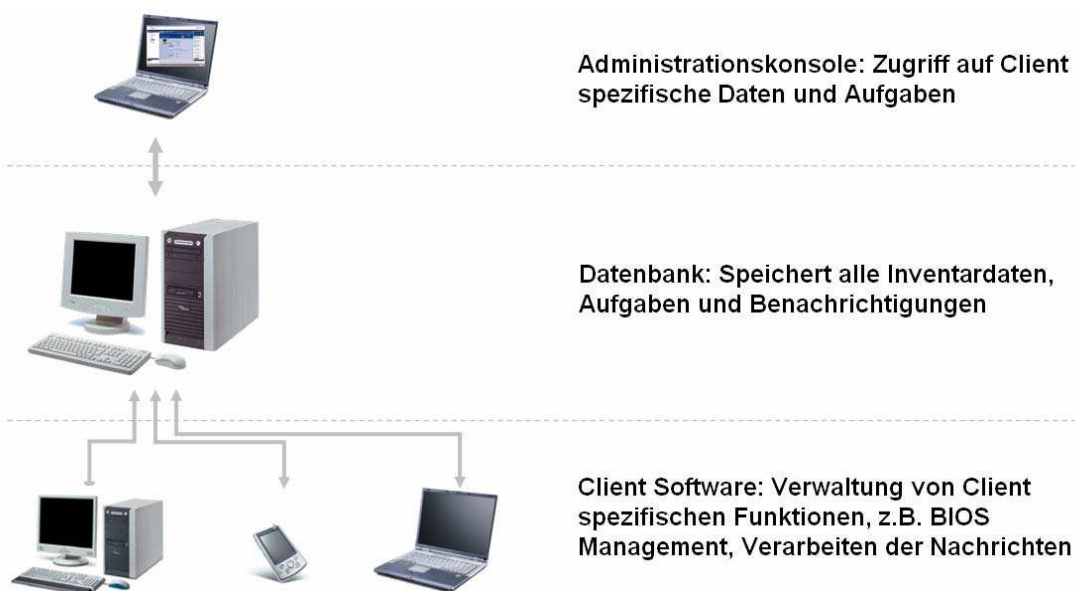 Administrationskonsole: Zugriff auf Client
spezifische Daten und Aufgaben
Datenbank: Speichert alle Inventardaten,
Aufgaben und Benachrichtigungen
Client Software: Verwaltung von Client
spezifischen Funktionen, z.B. BIOS
Management, Verarbeiten der Nachrichten